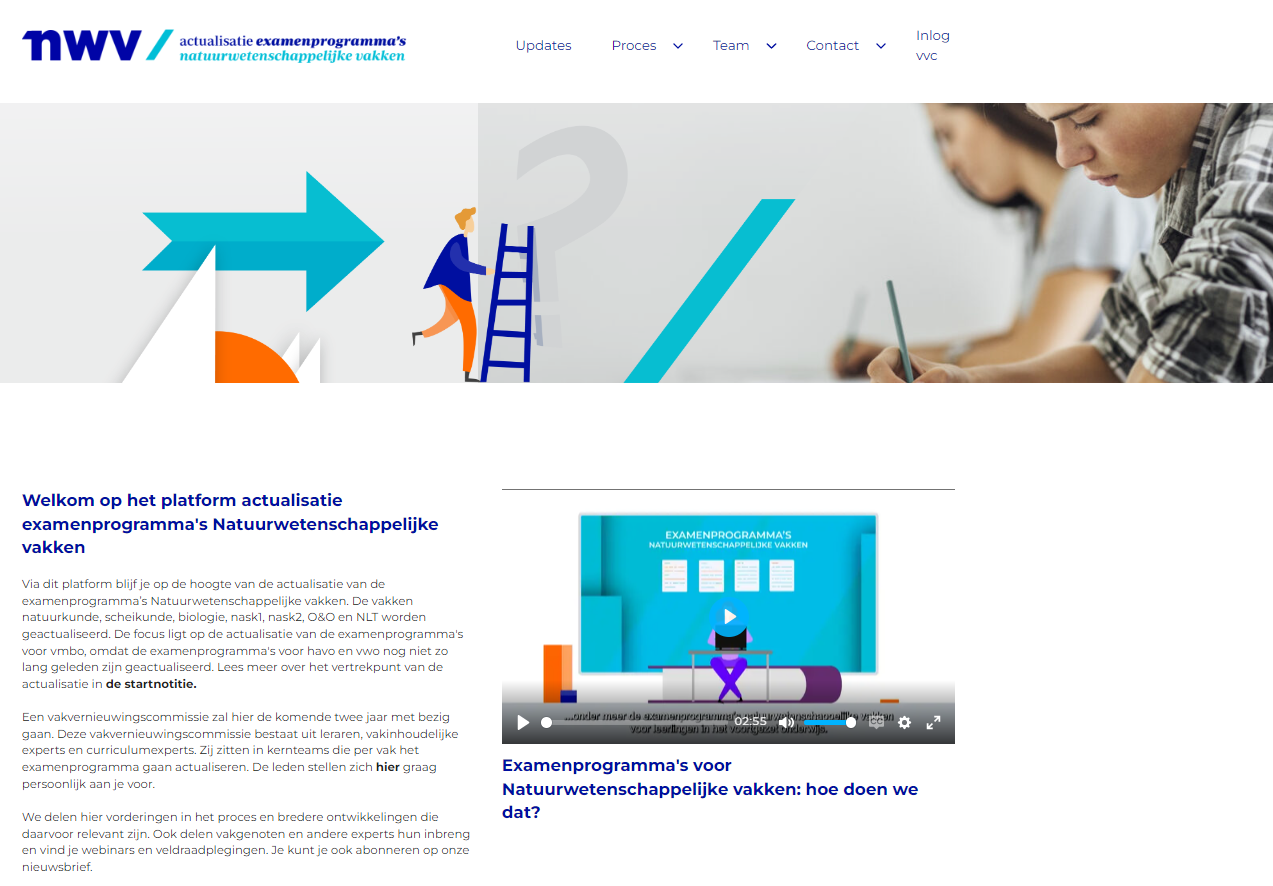 nwv/ actualisatie examenprogramma's
natuurwetenschappelijke vakken
Updates
Proces
Team
Contact
Inlog
vvc
?
Welkom op het platform actualisatie
examenprogramma's Natuurwetenschappelijke
vakken
Via dit platform blijf je op de hoogte van de actualisatie van de
examenprogramma's Natuurwetenschappelijke vakken. De vakken
natuurkunde, scheikunde, biologie, nask1, nask2, O&O en NLT worden
geactualiseerd. De focus ligt op de actualisatie van de examenprogramma's
voor vmbo, omdat de examenprogramma's voor havo en vwo nog niet zo
lang geleden zijn geactualiseerd. Lees meer over het vertrekpunt van de
actualisatie in de startnotitie.
Een vakvernieuwingscommissie zal hier de komende twee jaar met bezig
gaan. Deze vakvernieuwingscommissie bestaat uit leraren, vakinhoudelijke
experts en curriculumexperts. Zij zitten in kernteams die per vak het
examenprogramma gaan actualiseren. De leden stellen zich hier graag
persoonlijk aan je voor.
We delen hier vorderingen in het proces en bredere ontwikkelingen die
daarvoor relevant zijn. Ook delen vakgenoten en andere experts hun inbreng
en vind je webinars en veldraadplegingen. Je kunt je ook abonneren op onze
nieuwsbrief.
EXAMENPROGRAMMA'S
NATUURWETENSCHAPPELIJKE VAKKEN
...onder meer de examenprogramma's natuurwetenschappelijke vakken
voor leerlingen in het voortgezet onderwijs.
02:55
CC
Examenprogramma's voor
Natuurwetenschappelijke vakken: hoe doen we
dat?